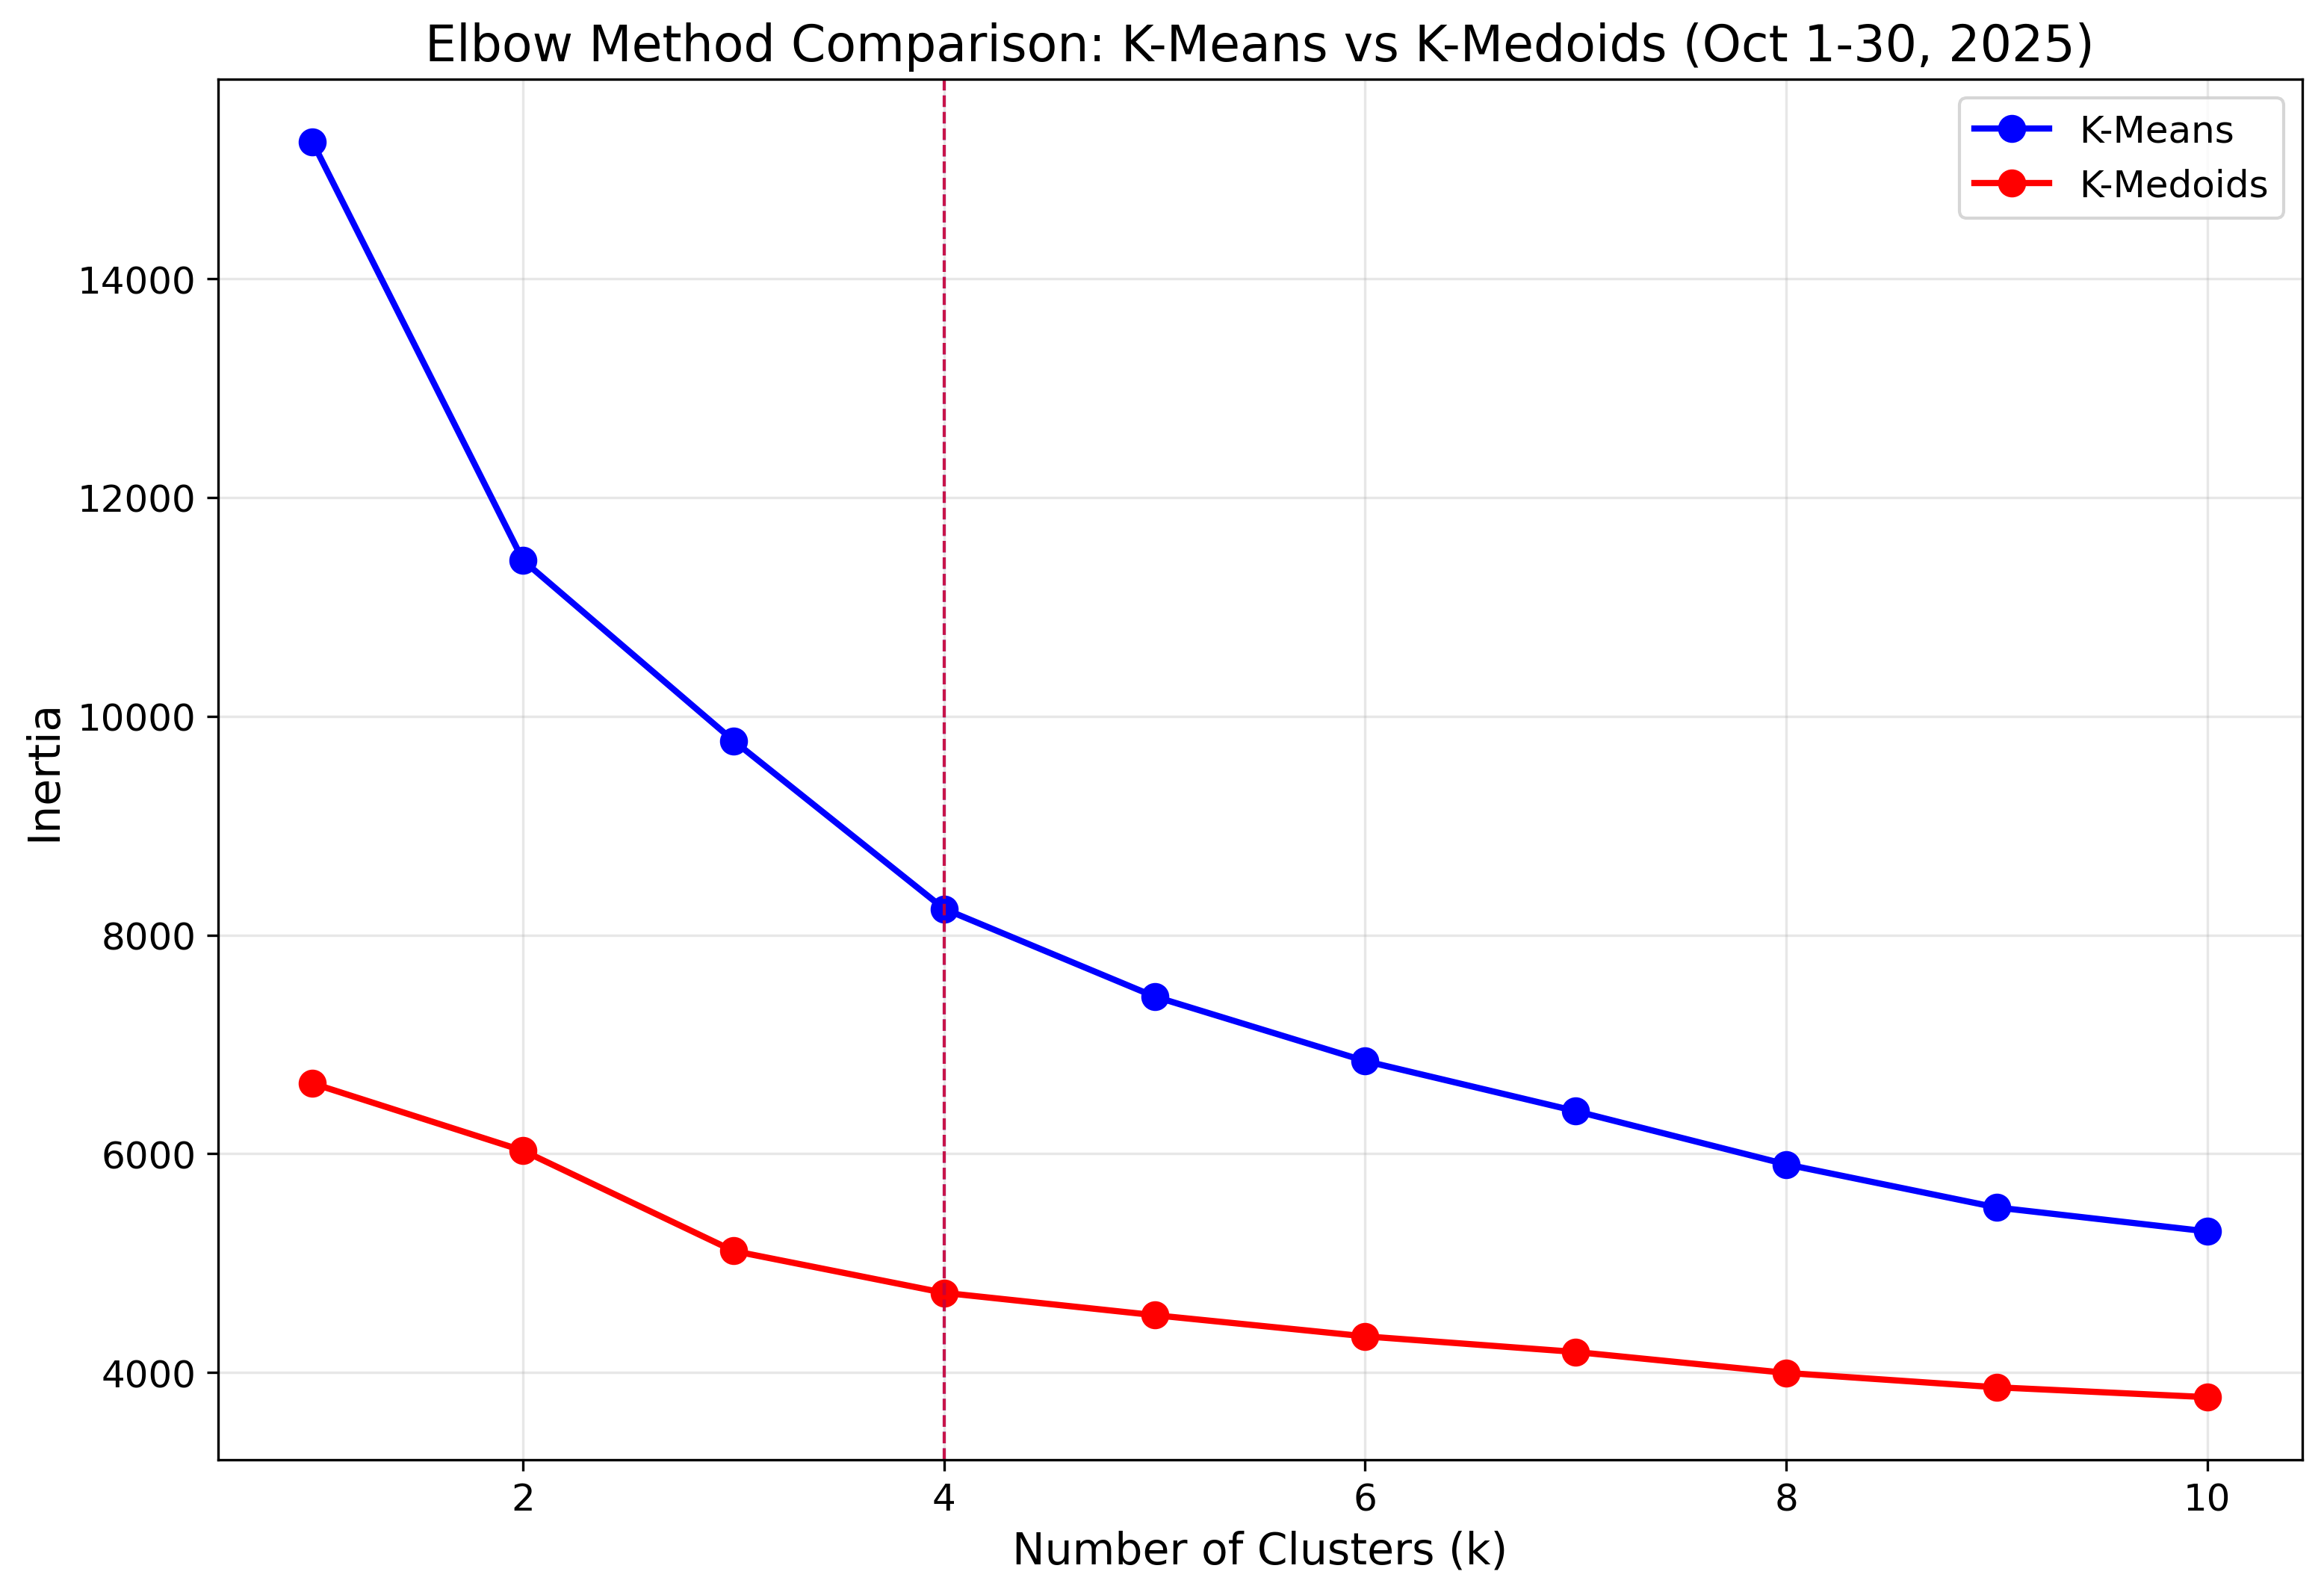 Elbow Method Comparison: K-Means vs K-Medoids (Oct 1-30, 2025)
K-Means
K-Medoids
Inertia
14000
12000
10000
8000
6000
4000
2
4
6
8
10
Number of Clusters (k)